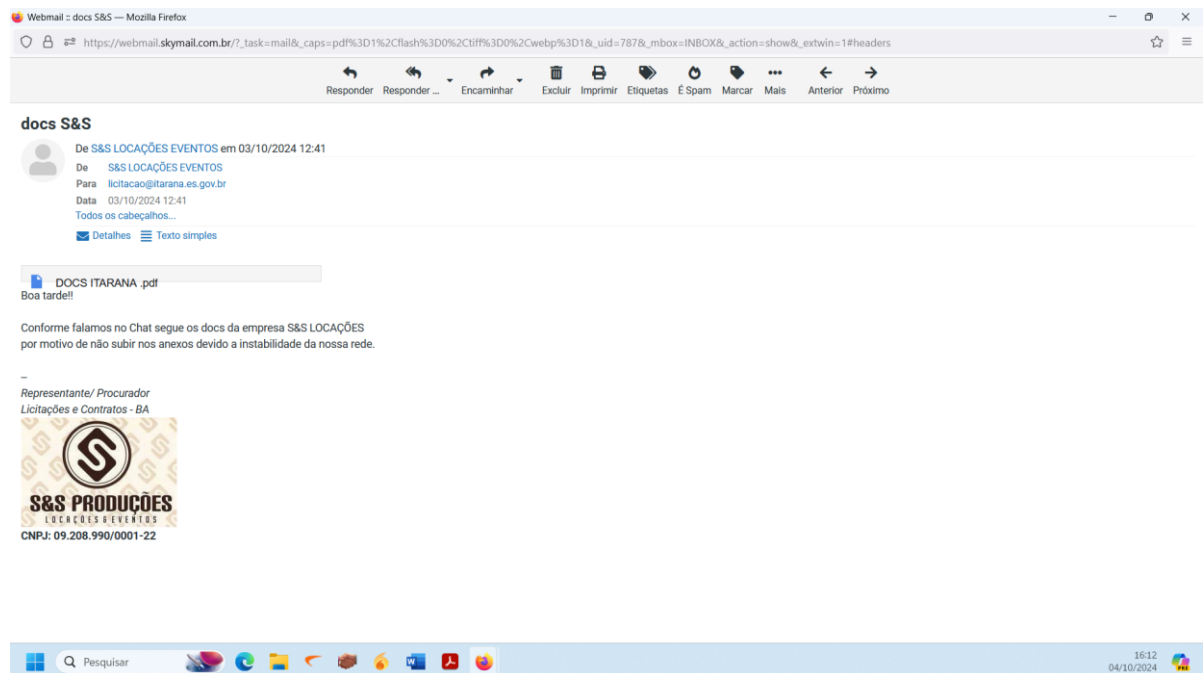 Webmail :: docs S&S — Mozilla Firefox
https://webmail.skymail.com.br/?_task=mail&_caps=pdf%3D1%2Cflash%3D0%2Ctiff%3D0%2Cwebp%3D1&_uid=787&_mbox=INBOX&_action=show&_extwin=1#headers
Responder Responder ... Encaminhar Excluir Imprimir Etiquetas É Spam Marcar Mais Anterior Próximo
docs S&S
De S&S LOCAÇÕES EVENTOS em 03/10/2024 12:41
De S&S LOCAÇÕES EVENTOS
Para licitacao@itarana.es.gov.br
Data 03/10/2024 12:41
Todos os cabeçalhos...
Detalhes Texto simples
DOCS ITARANA .pdf
Boa tarde!!
Conforme falamos no Chat segue os docs da empresa S&S LOCAÇÕES
por motivo de não subir nos anexos devido a instabilidade da nossa rede.
--
Representante/ Procurador
Licitações e Contratos - BA
S&S PRODUÇÕES
LOCAÇÕES & EVENTOS
CNPJ: 09.208.990/0001-22
Pesquisar
16:12
04/10/2024
PRE